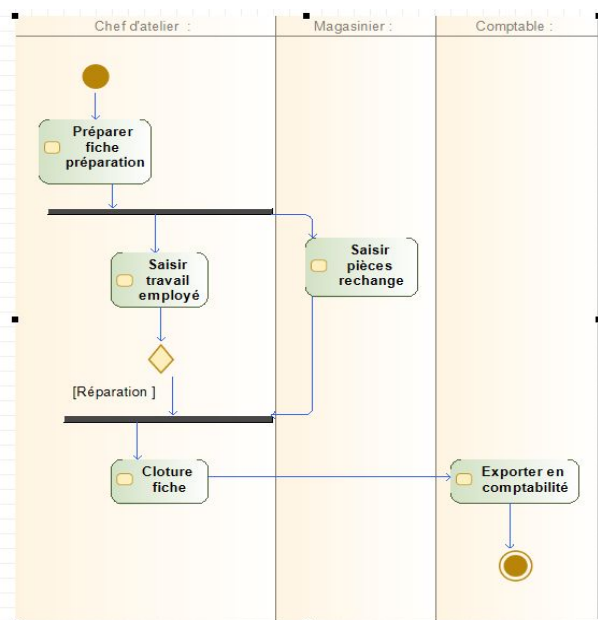 Chef d'atelier :
Magasinier :
Comptable :
Préparer
fiche
préparation
Saisir
travail
employé
Saisir
pièces
rechange
[Réparation ]
Cloture
fiche
Exporter en
comptabilité